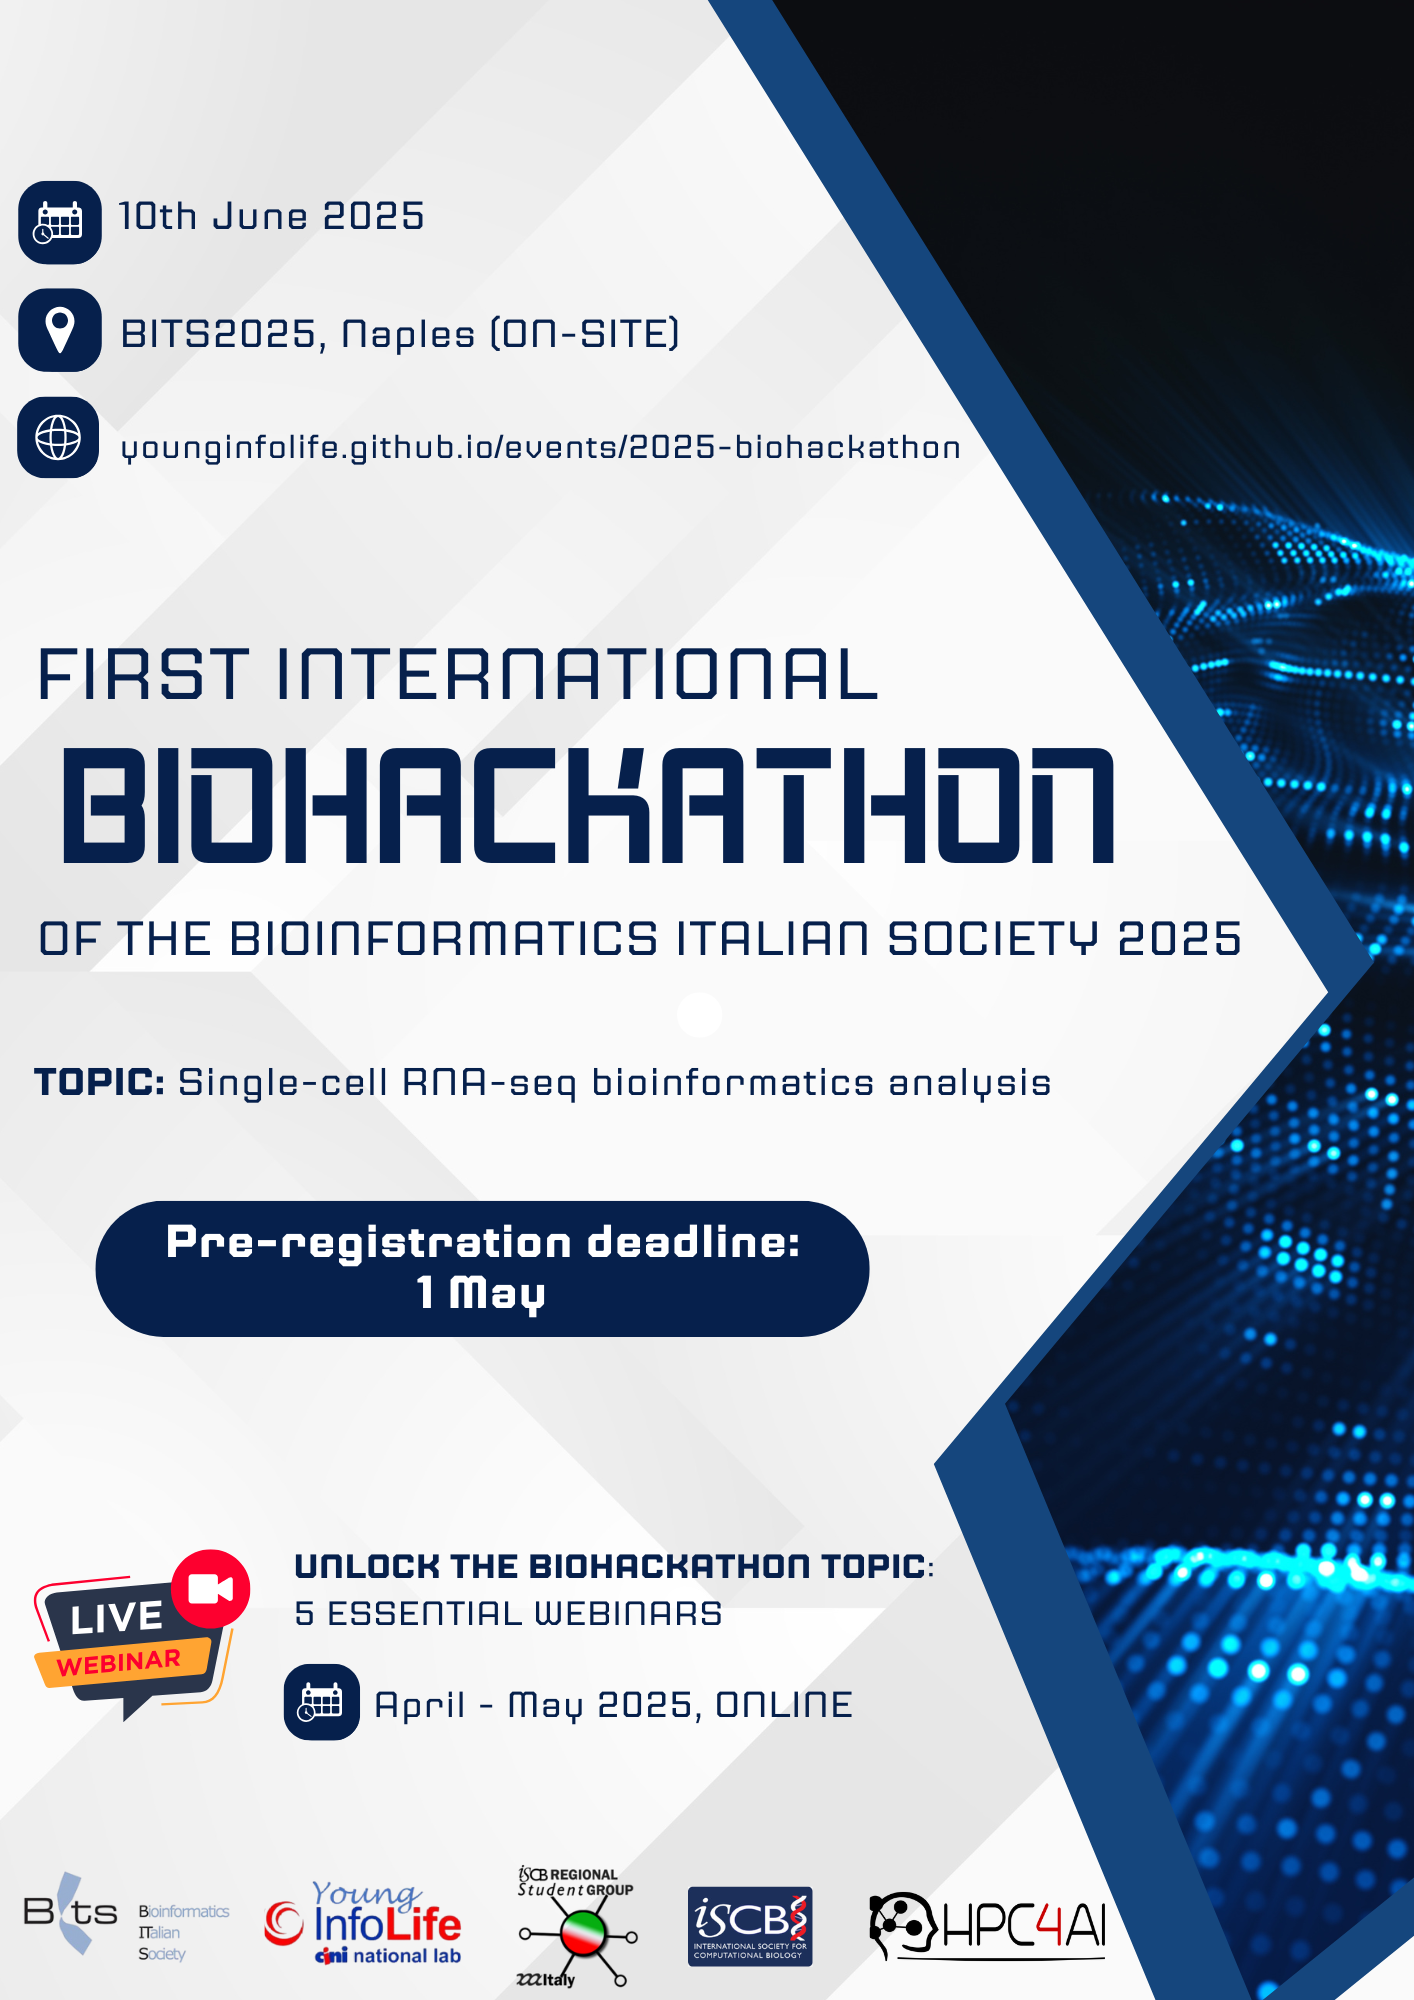 10th June 2025
BITS2025, Naples (ON-SITE)
younginfolife.github.io/events/2025-biohackathon
FIRST INTERNATIONAL
BIOHACKATHON
OF THE BIOINFORMATICS ITALIAN SOCIETY 2025
TOPIC: Single-cell RNA-seq bioinformatics analysis
Pre-registration deadline:
1 May
LIVE
WEBINAR
UNLOCK THE BIOHACKATHON TOPIC:
5 ESSENTIAL WEBINARS
April - May 2025, ONLINE
Bits
Bioinformatics
ITalian
Society
Young
InfoLife
cini national lab
iSCB REGIONAL
Student GROUP
Italy
iSCB
INTERNATIONAL SOCIETY FOR
COMPUTATIONAL BIOLOGY
HPC4AI